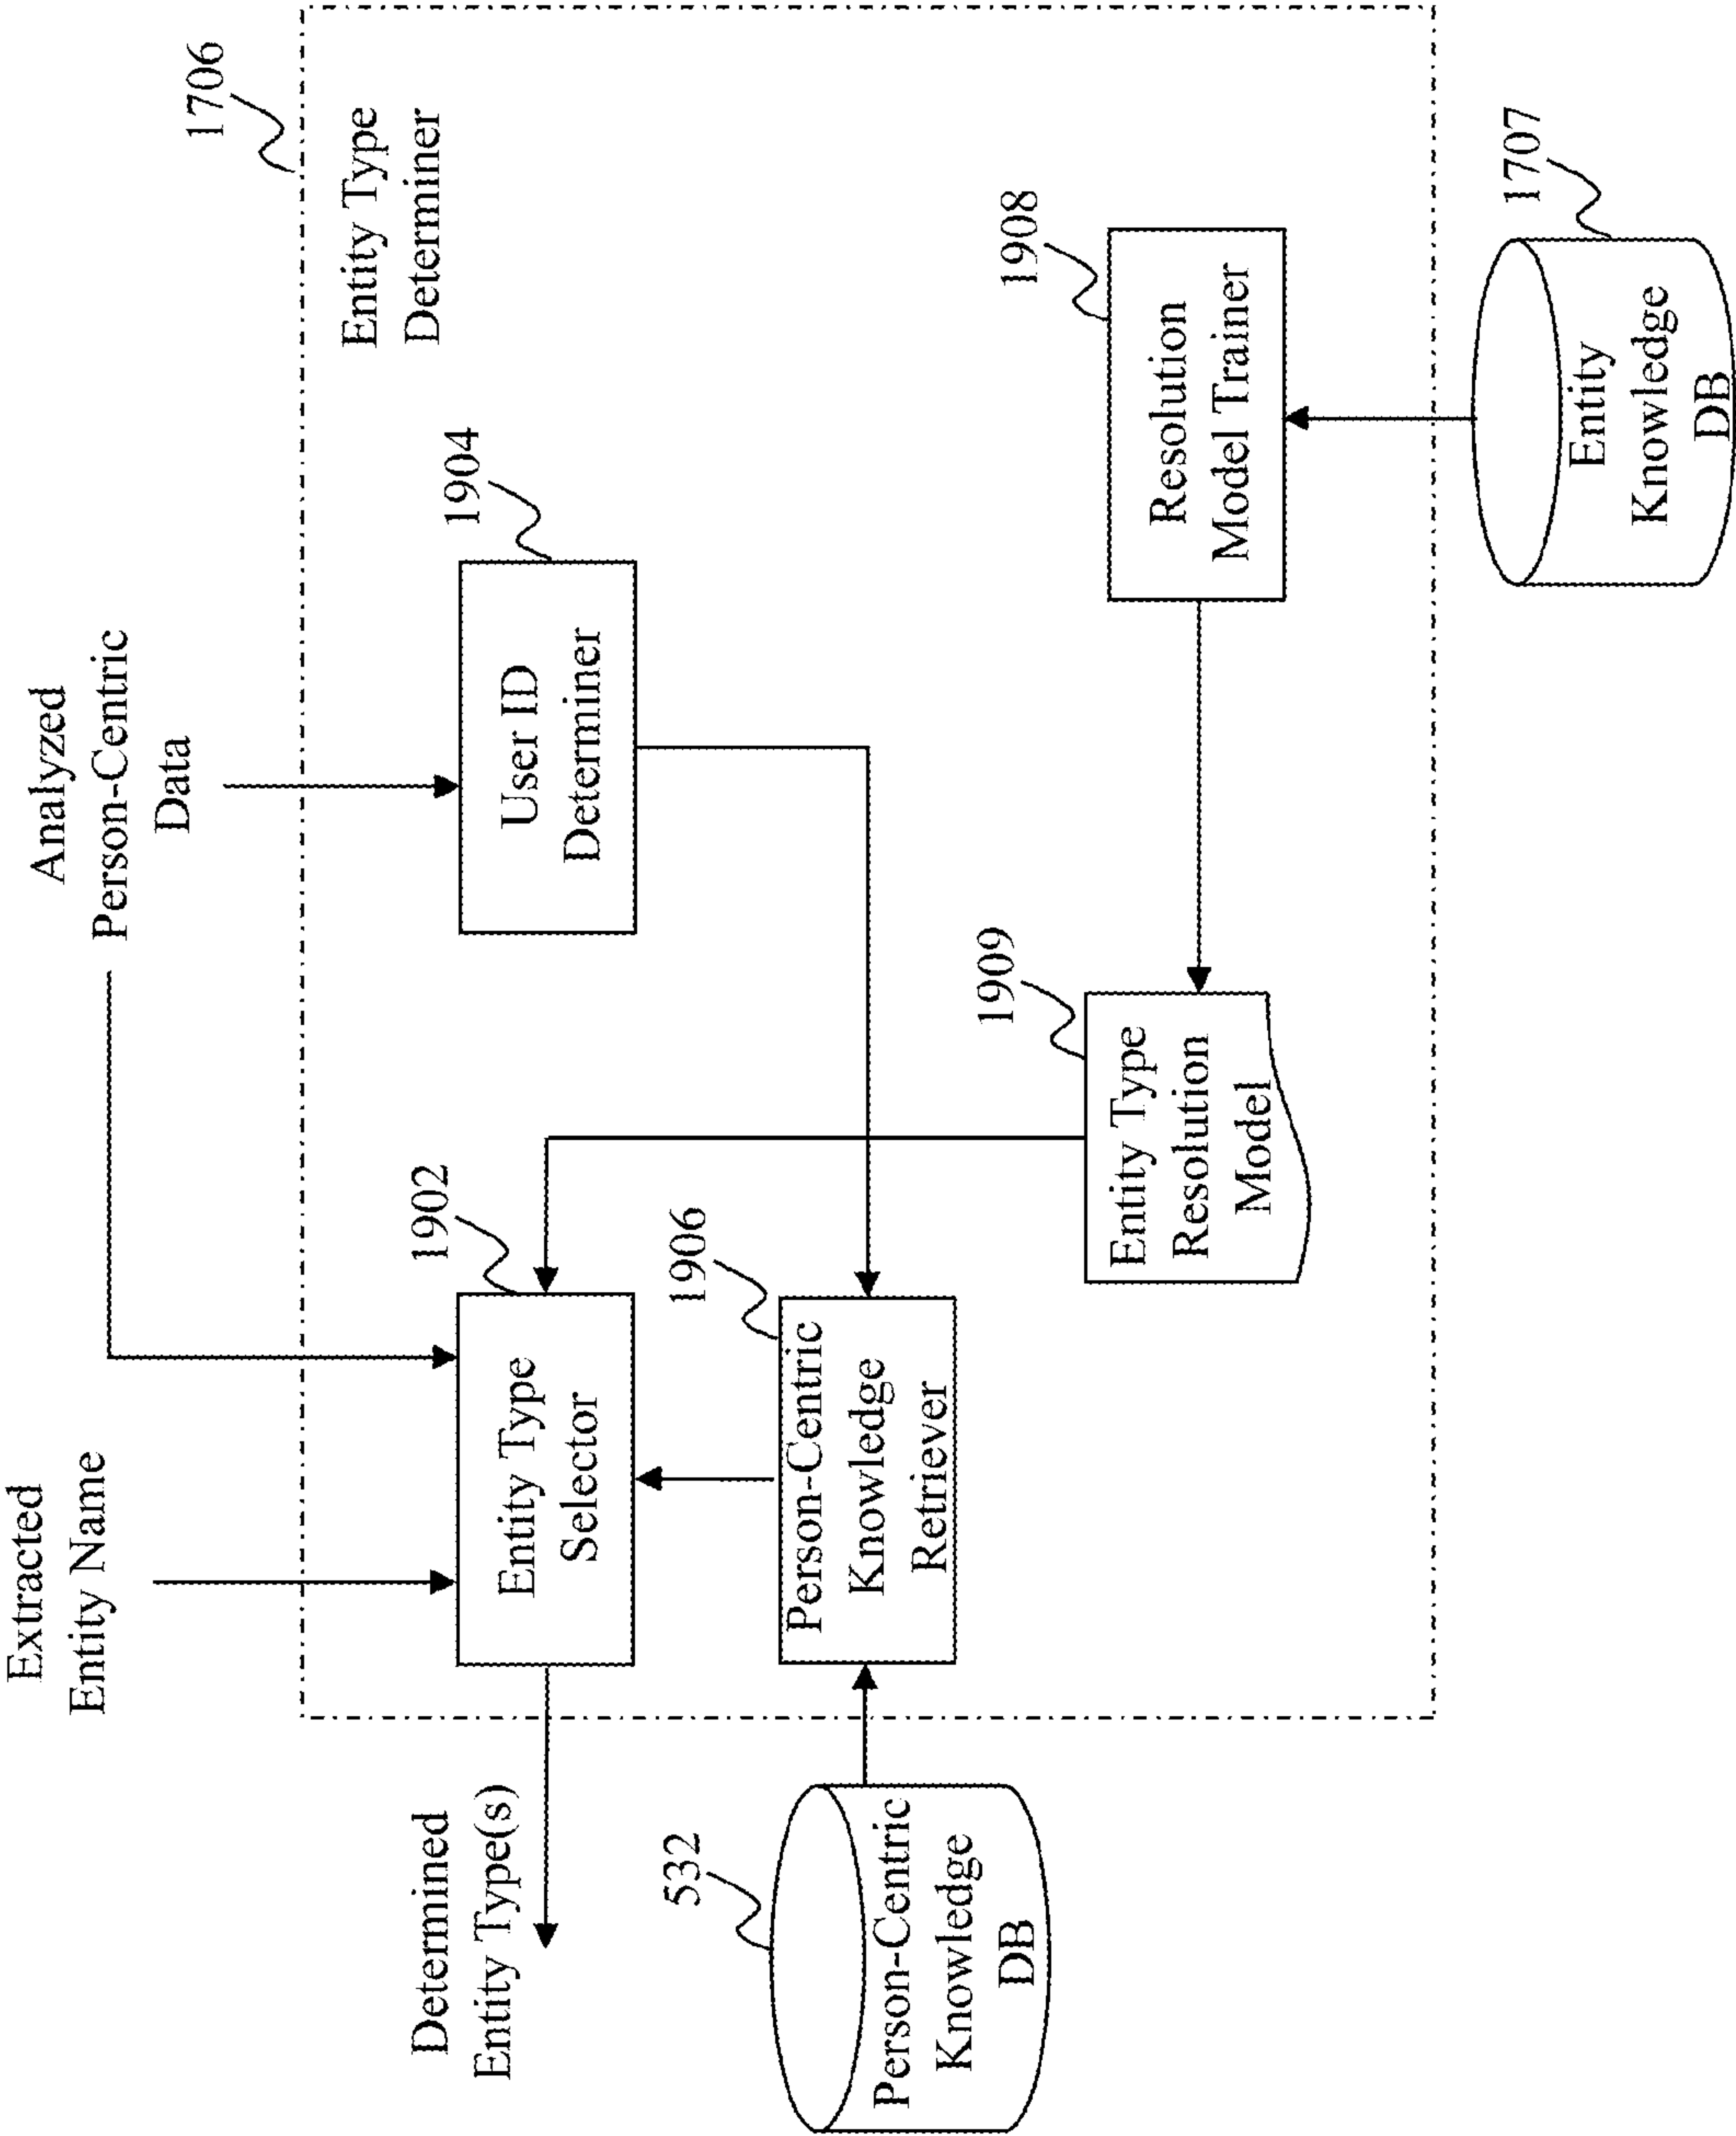 Extracted
Entity Name
Analyzed
Person-Centric
Data
1706
Entity Type
Determiner
Determined
Entity Type(s)
1902
Entity Type
Selector
1904
User ID
Determiner
532
Person-Centric
Knowledge
DB
1906
Person-Centric
Knowledge
Retriever
1909
Entity Type
Resolution
Model
1908
Resolution
Model Trainer
1707
Entity
Knowledge
DB